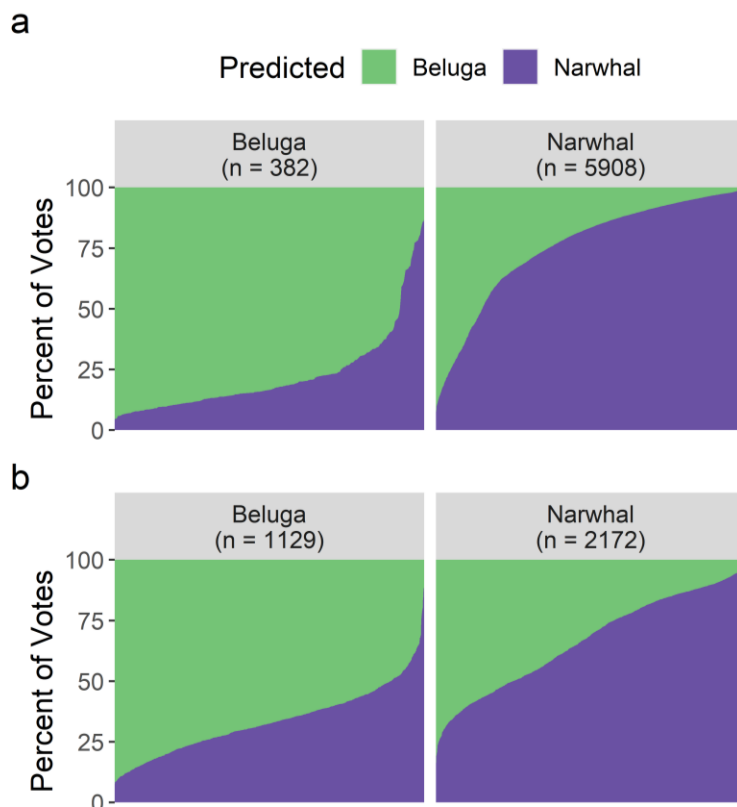 a
Predicted Beluga Narwhal
Beluga Narwhal
(n = 382) (n = 5908)
100
75
50
25
0
Percent of Votes
b
Beluga Narwhal
(n = 1129) (n = 2172)
100
75
50
25
0
Percent of Votes